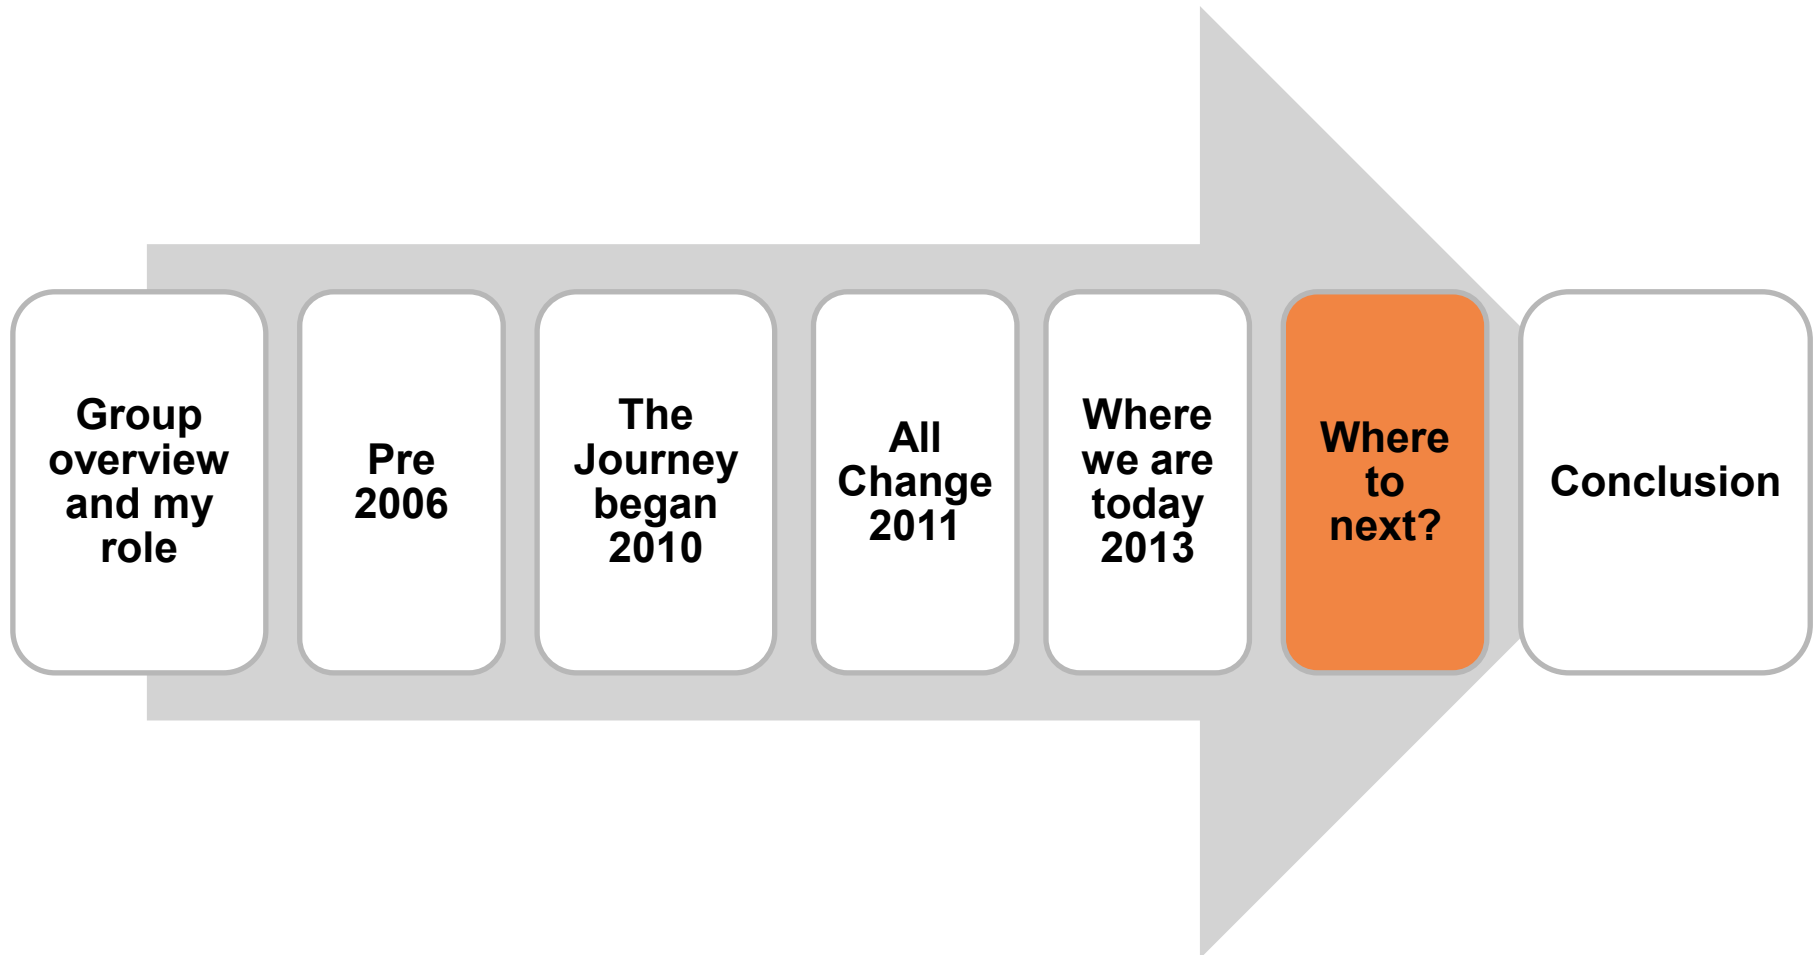 Group
overview
and my
role
Pre
2006
The
Journey
began
2010
All
Change
2011
Where
we are
today
2013
Where
to
next?
Conclusion